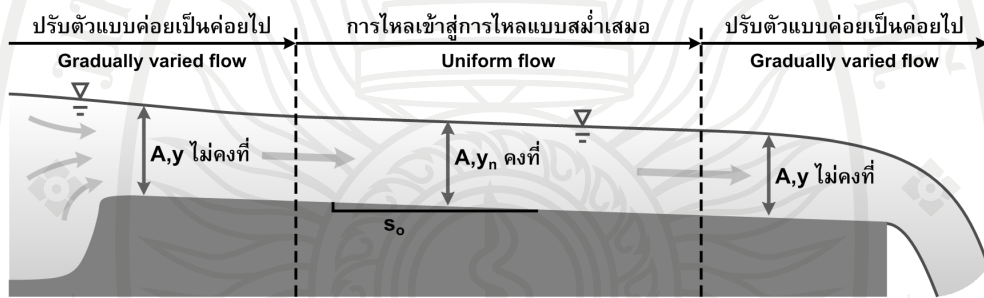 ปรับตัวแบบค่อยเป็นค่อยไป
Gradually varied flow
การไหลเข้าสู่การไหลแบบสม่ำเสมอ
Uniform flow
ปรับตัวแบบค่อยเป็นค่อยไป
Gradually varied flow
A,y ไม่คงที่
A,yn คงที่
A,y ไม่คงที่
so